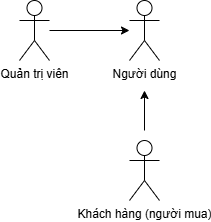 Quản trị viên
Người dùng
Khách hàng (người mua)